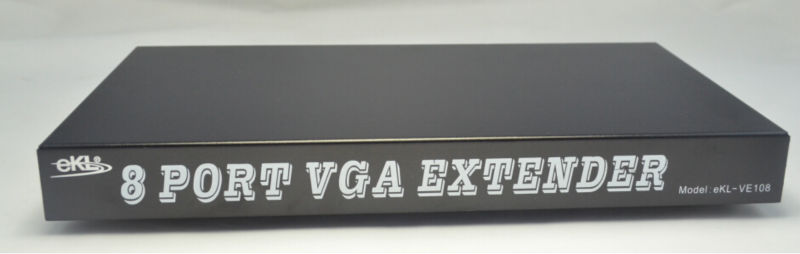 eKL®
8 PORT VGA EXTENDER
Model: eKL-VE108